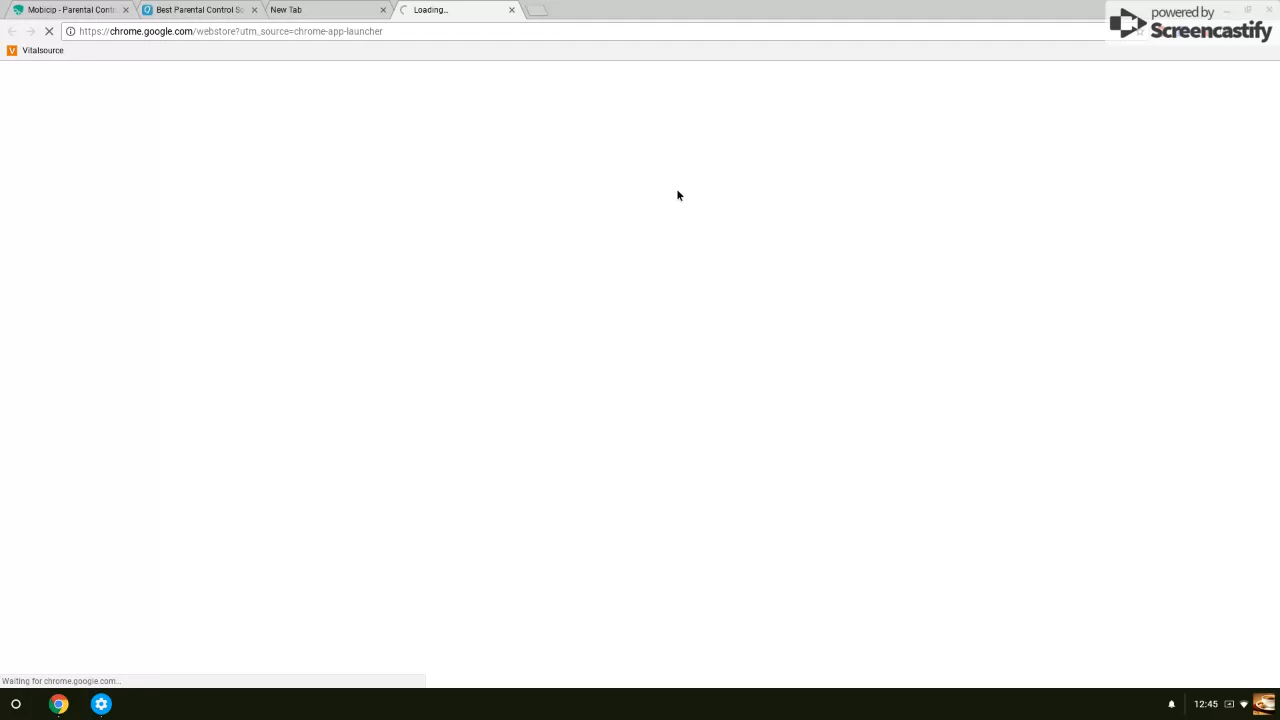 Mobicip - Parental Cont
Best Parental Control So
New Tab
Loading...
powered by
Screencastify
https://chrome.google.com/webstore?utm_source=chrome-app-launcher
Vitalsource
Waiting for chrome.google.com...
12:45